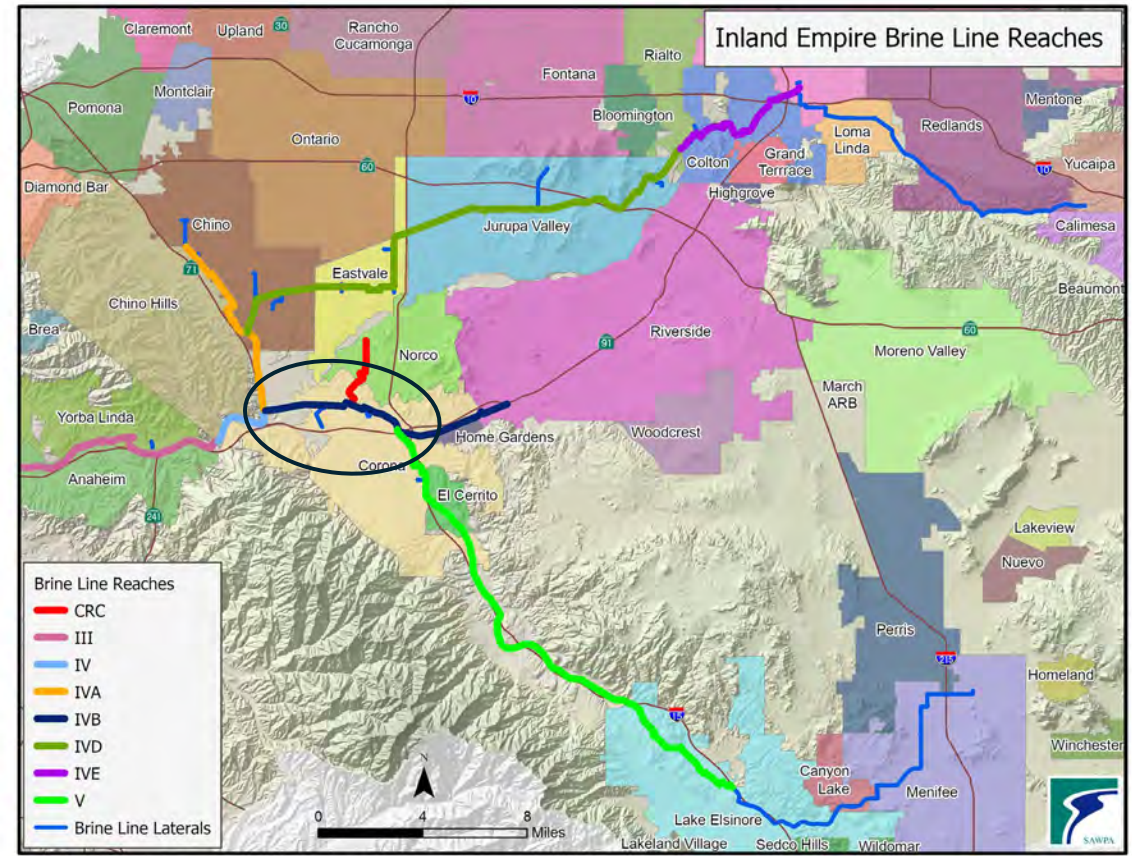 Inland Empire Brine Line Reaches
Claremont
Upland
30
Rancho
Cucamonga
Rialto
Fontana
10
Montclair
Pomona
Bloomington
Mentone
Ontario
Loma
Linda
Redlands
60
Colton
Grand
Terrrace
10
Yucaipa
Diamond Bar
Highgrove
Chino
Jurupa Valley
Calimesa
71
Eastvale
Chino Hills
Beaumont
Brea
Riverside
60
91
Norco
Moreno Valley
March
ARB
Yorba Linda
Woodcrest
Home Gardens
Corona
Anaheim
El Cerrito
241
Lakeview
Nuevo
Brine Line Reaches
CRC
III
IV
IVA
IVB
IVD
IVE
V
Brine Line Laterals
Perris
215
Homeland
15
Winchester
N
Canyon
Lake
Menifee
0 4 8
Miles
Lake Elsinore
Lakeland Village
Sedco Hills
Wildomar
SAWPA